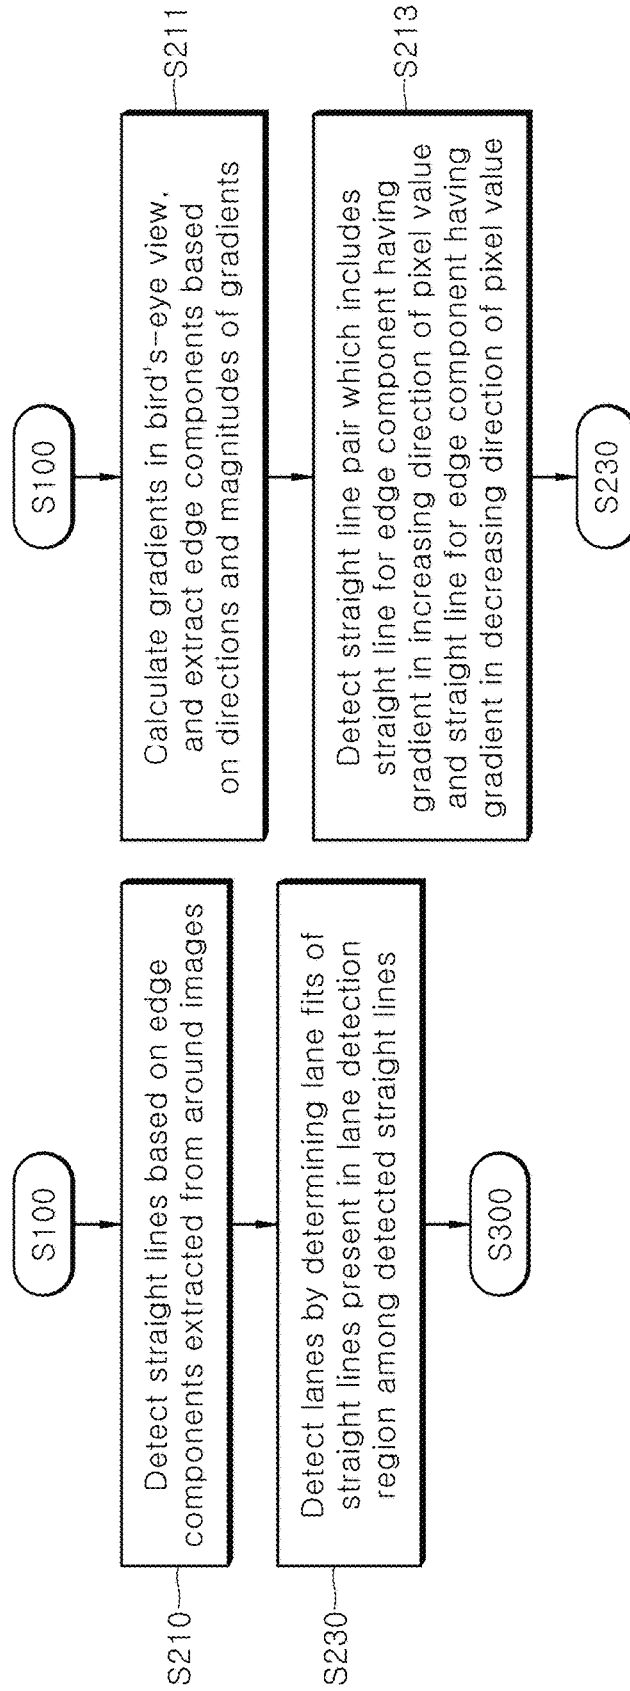 S100
S210
Detect straight lines based on edge
components extracted from around images
S230
Detect lanes by determining lane fits of
straight lines present in lane detection
region among detected straight lines
S300
S100
Calculate gradients in bird's-eye view,
and extract edge components based
on directions and magnitudes of gradients
S211
Detect straight line pair which includes
straight line for edge component having
gradient in increasing direction of pixel value
and straight line for edge component having
gradient in decreasing direction of pixel value
S213
S230